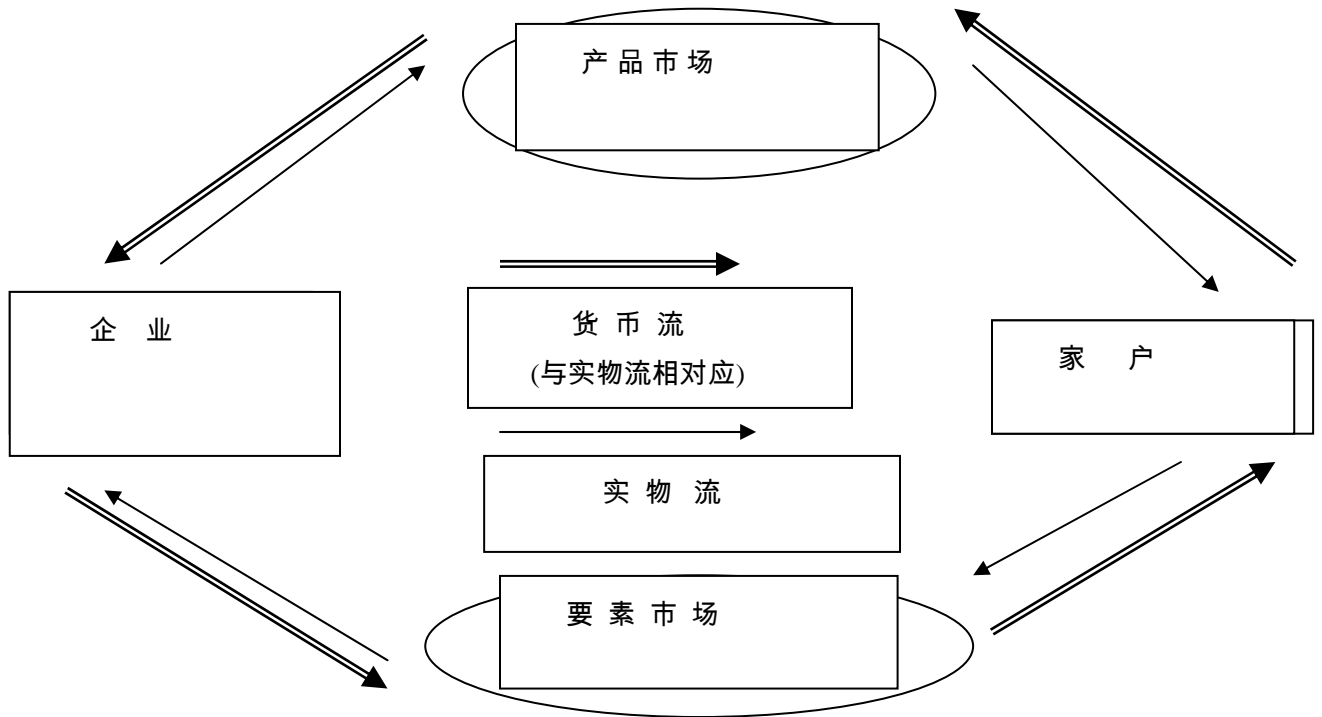 产品市场
企 业
货 币 流
(与实物流相对应)
家 户
实 物 流
要 素 市 场